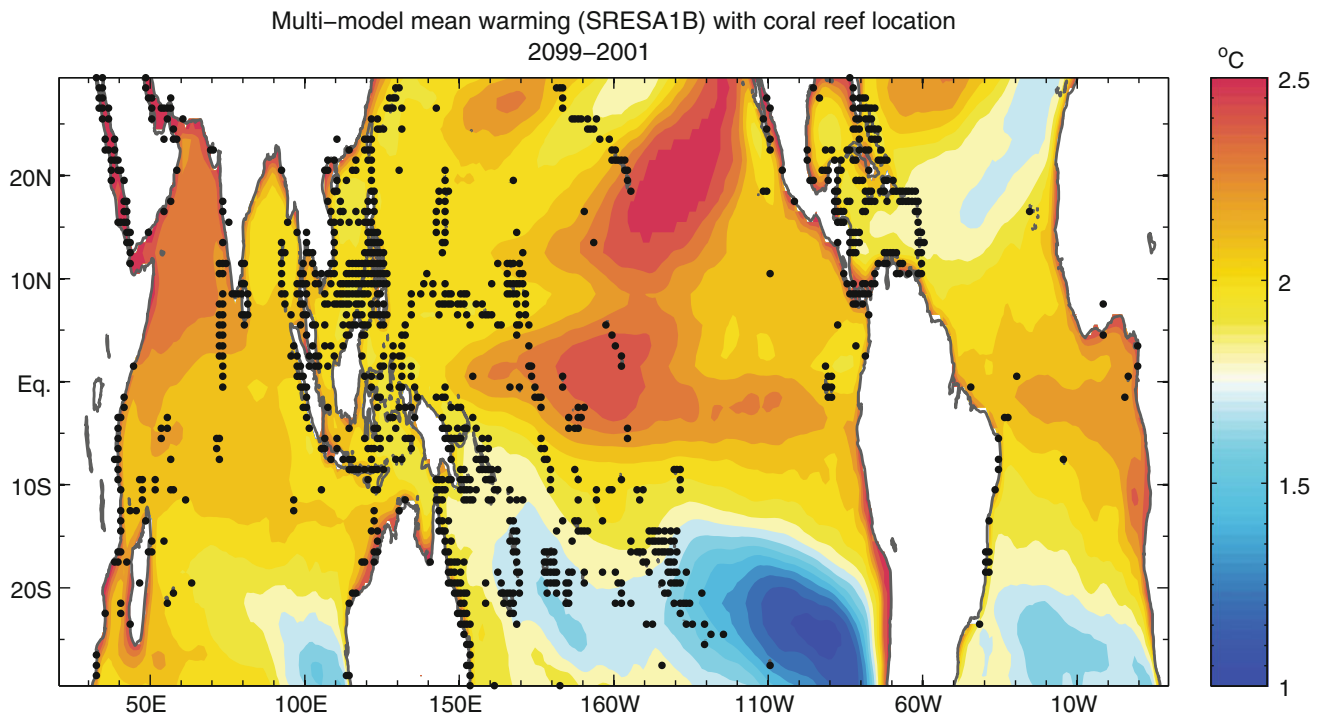 Multi−model mean warming (SRESA1B) with coral reef location
2099−2001
oC
2.5
2
1.5
1
20N
10N
Eq.
10S
20S
50E 100E 150E 160W 110W 60W 10W